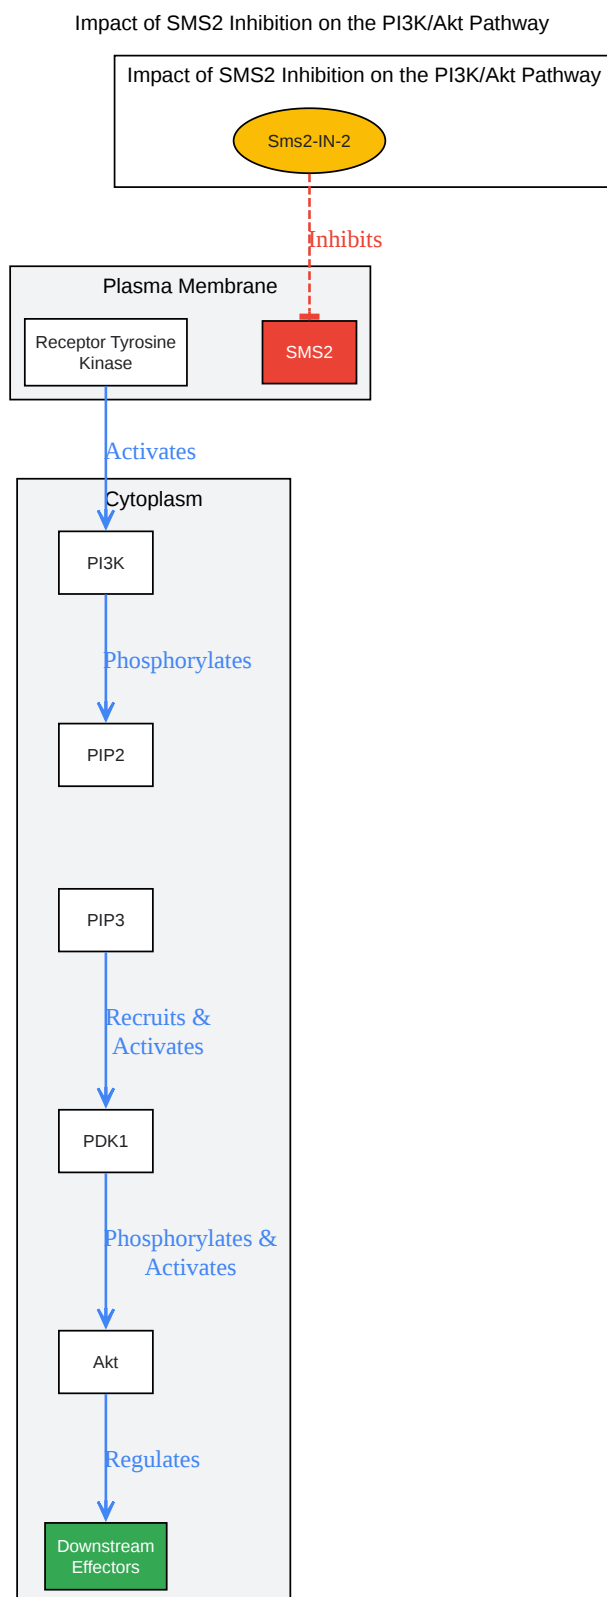 Impact of SMS2 Inhibition on the PI3K/Akt Pathway
Impact of SMS2 Inhibition on the PI3K/Akt Pathway
Sms2-IN-2
Inhibits
Plasma Membrane
Receptor Tyrosine
Kinase
SMS2
Activates
Cytoplasm
PI3K
Phosphorylates
PIP2
PIP3
Recruits &
Activates
PDK1
Phosphorylates &
Activates
Akt
Regulates
Downstream
Effectors